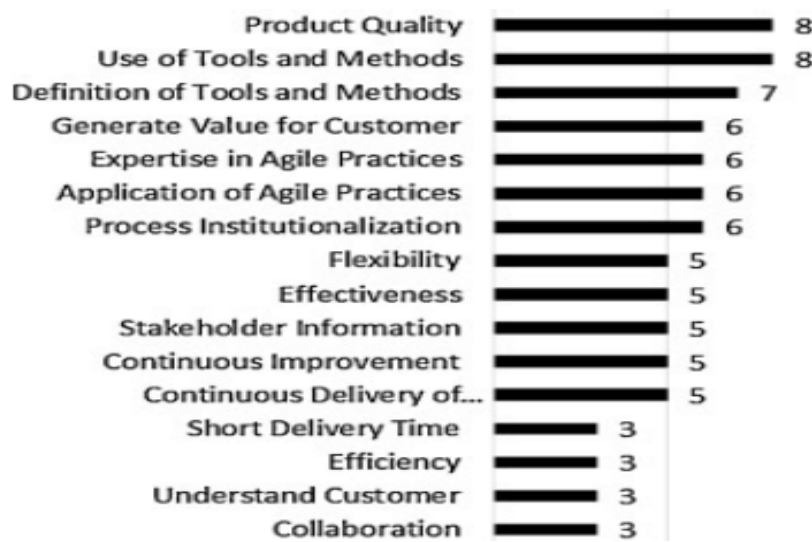 Product Quality 8
Use of Tools and Methods 8
Definition of Tools and Methods 7
Generate Value for Customer 6
Expertise in Agile Practices 6
Application of Agile Practices 6
Process Institutionalization 6
Flexibility 5
Effectiveness 5
Stakeholder Information 5
Continuous Improvement 5
Continuous Delivery of... 5
Short Delivery Time 3
Efficiency 3
Understand Customer 3
Collaboration 3